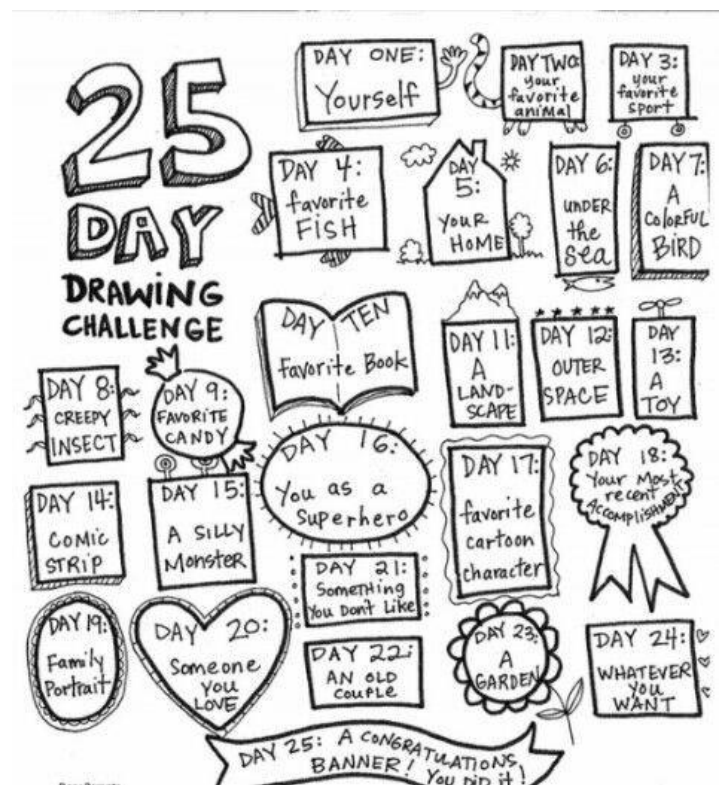 25
DAY
DRAWING
CHALLENGE
DAY ONE:
Yourself
DAY TWO:
your
favorite
animal
DAY 3:
your
favorite
sport
DAY 4:
favorite
FISH
DAY
5:
YOUR
HOME
DAY 6:
UNDER
the
Sea
DAY 7:
A
COLORFUL
BIRD
DAY 8:
CREEPY
INSECT
DAY 9:
FAVORITE
CANDY
DAY TEN
Favorite Book
DAY 11:
A
LAND-
SCAPE
DAY 12:
OUTER
SPACE
DAY
13:
A
TOY
DAY 14:
COMIC
STRIP
DAY 15:
A SILLY
Monster
DAY 16:
You as a
Superhero
DAY 17:
favorite
cartoon
character
DAY 18:
Your Most
recent
ACCOMPLISHMENT
DAY 19:
Family
Portrait
DAY 20:
Someone
YOU
LOVE
DAY 21:
SOMEtHING
You Don't Like
DAY 22:
AN OLD
COUPLE
DAY 23:
A
GARDEN
DAY 24:
WHATEVER
YOU
WANT
DAY 25: A CONGRATULATIONS
BANNER! YOU DID it!